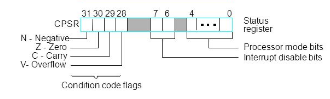 31 30 29 28 7 6 4 0
CPSR Status register
N - Negative
Z - Zero
C - Carry
V- Overflow
Processor mode bits
Interrupt disable bits
Condition code flags